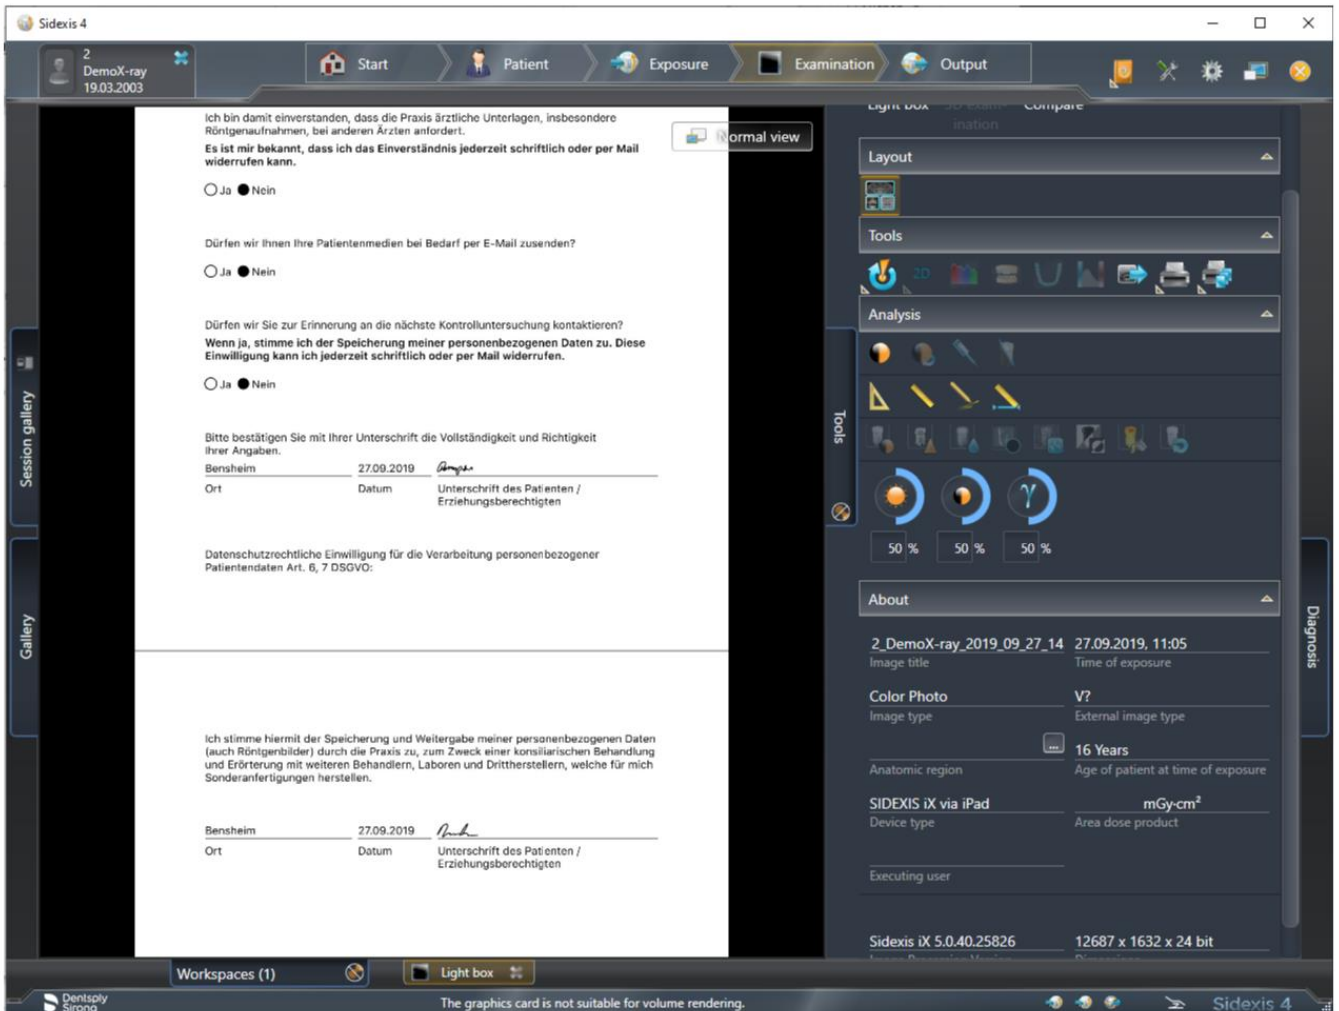 Sidexis 4
2
DemoX-ray
19.03.2003
Start
Patient
Exposure
Examination
Output
Ich bin damit einverstanden, dass die Praxis ärztliche Unterlagen, insbesondere
Röntgenaufnahmen, bei anderen Ärzten anfordert.
Es ist mir bekannt, dass ich das Einverständnis jederzeit schriftlich oder per Mail
widerrufen kann.
Ja Nein
Dürfen wir Ihnen Ihre Patientenmedien bei Bedarf per E-Mail zusenden?
Ja Nein
Dürfen wir Sie zur Erinnerung an die nächste Kontrolluntersuchung kontaktieren?
Wenn ja, stimme ich der Speicherung meiner personenbezogenen Daten zu. Diese
Einwilligung kann ich jederzeit schriftlich oder per Mail widerrufen.
Ja Nein
Bitte bestätigen Sie mit Ihrer Unterschrift die Vollständigkeit und Richtigkeit
Ihrer Angaben.
Bensheim 27.09.2019
Ort Datum Unterschrift des Patienten /
Erziehungsberechtigten
Datenschutzrechtliche Einwilligung für die Verarbeitung personenbezogener
Patientendaten Art. 6, 7 DSGVO:
Ich stimme hiermit der Speicherung und Weitergabe meiner personenbezogenen Daten
(auch Röntgenbilder) durch die Praxis zu, zum Zweck einer konsiliarischen Behandlung
und Erörterung mit weiteren Behandlern, Laboren und Drittherstellern, welche für mich
Sonderanfertigungen herstellen.
Bensheim 27.09.2019
Ort Datum Unterschrift des Patienten /
Erziehungsberechtigten
Normal view
Session gallery
Gallery
Tools
Diagnosis
Light box 3D exami- Compare
nation
Layout
Tools
2D
Analysis
γ
50 % 50 % 50 %
About
2_DemoX-ray_2019_09_27_14 27.09.2019, 11:05
Image title Time of exposure
Color Photo V?
Image type External image type
... 16 Years
Anatomic region Age of patient at time of exposure
SIDEXIS iX via iPad mGy·cm²
Device type Area dose product
Executing user
Sidexis iX 5.0.40.25826 12687 x 1632 x 24 bit
Image Processing Version Dimensions
Workspaces (1)
Light box
Dentsply
Sirona
The graphics card is not suitable for volume rendering.
Sidexis 4